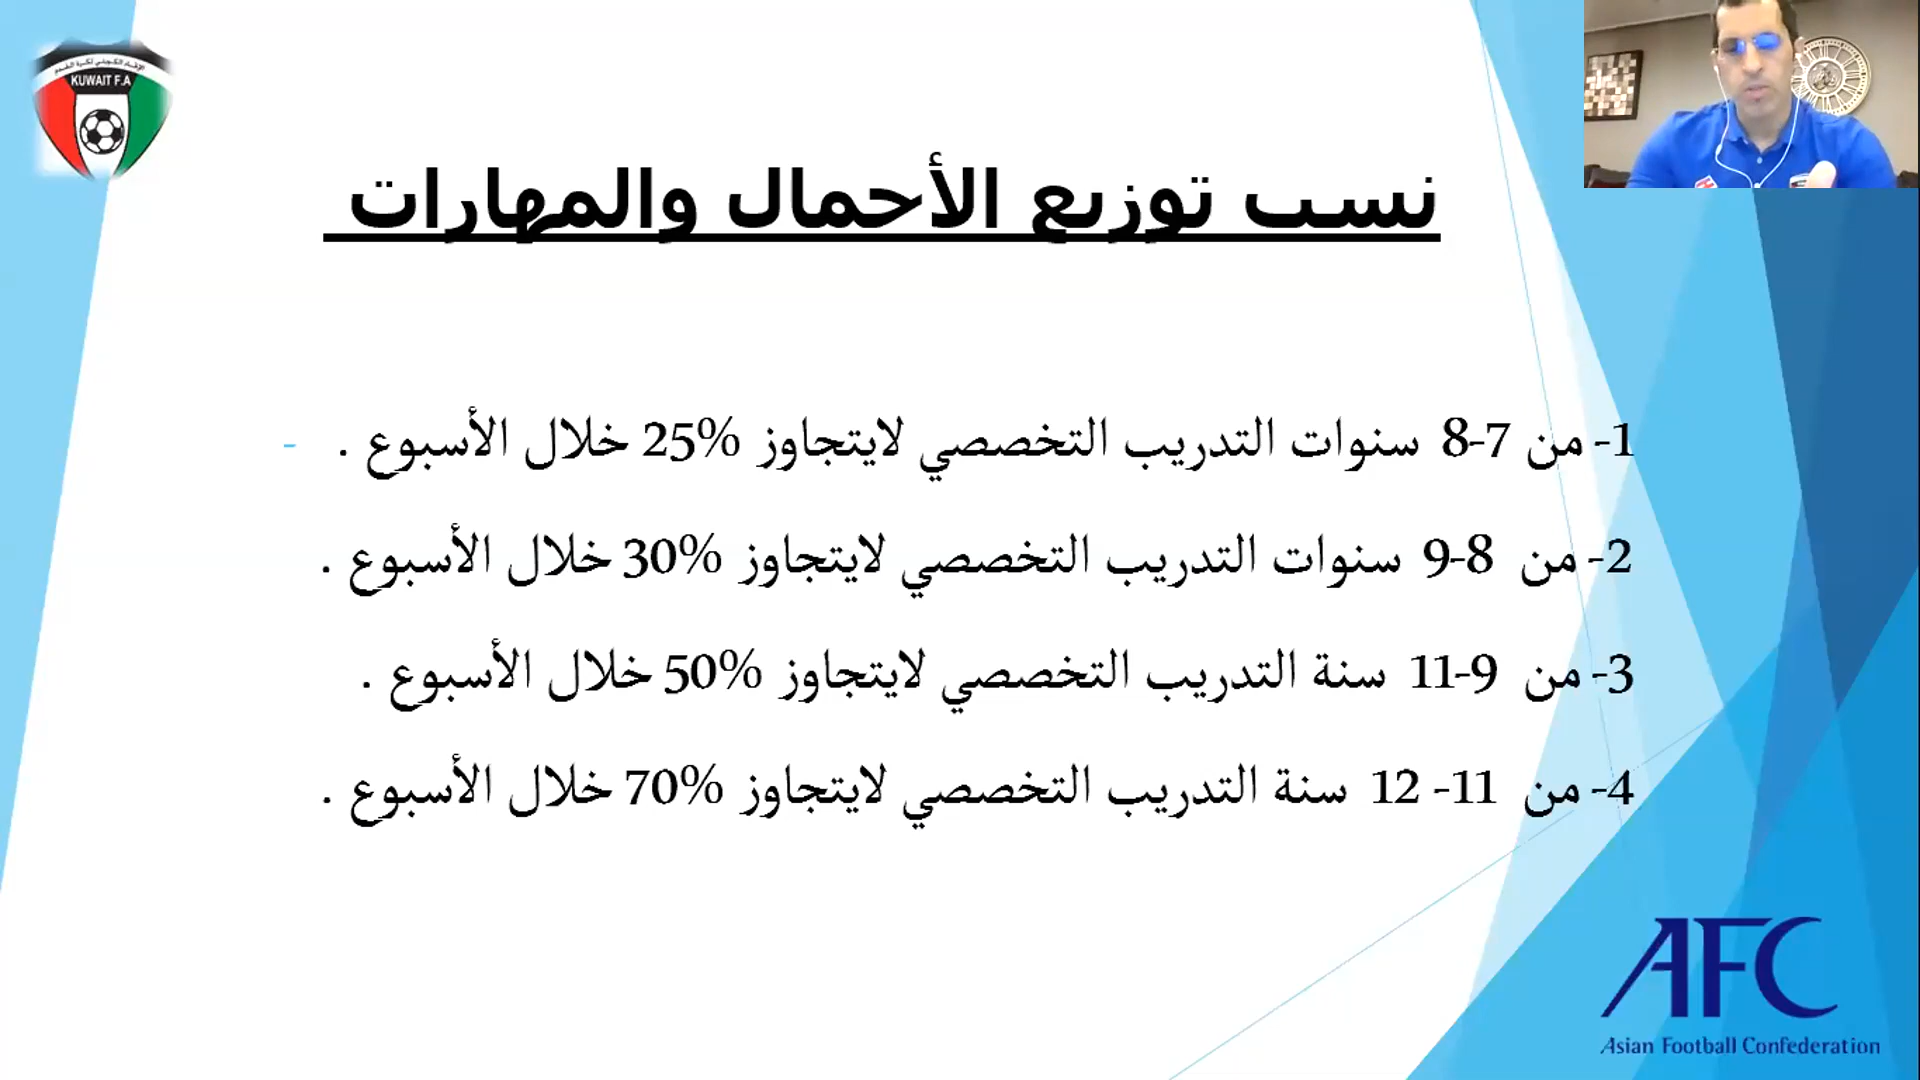 KUWAIT F.A
نسب توزيع الأحمال والمهارات
1- من 7-8 سنوات التدريب التخصصي لايتجاوز 25% خلال الأسبوع .
-
2- من 8-9 سنوات التدريب التخصصي لايتجاوز 30% خلال الأسبوع .
3- من 9-11 سنة التدريب التخصصي لايتجاوز 50% خلال الأسبوع .
4- من 11- 12 سنة التدريب التخصصي لايتجاوز 70% خلال الأسبوع .
AFC
Asian Football Confederation